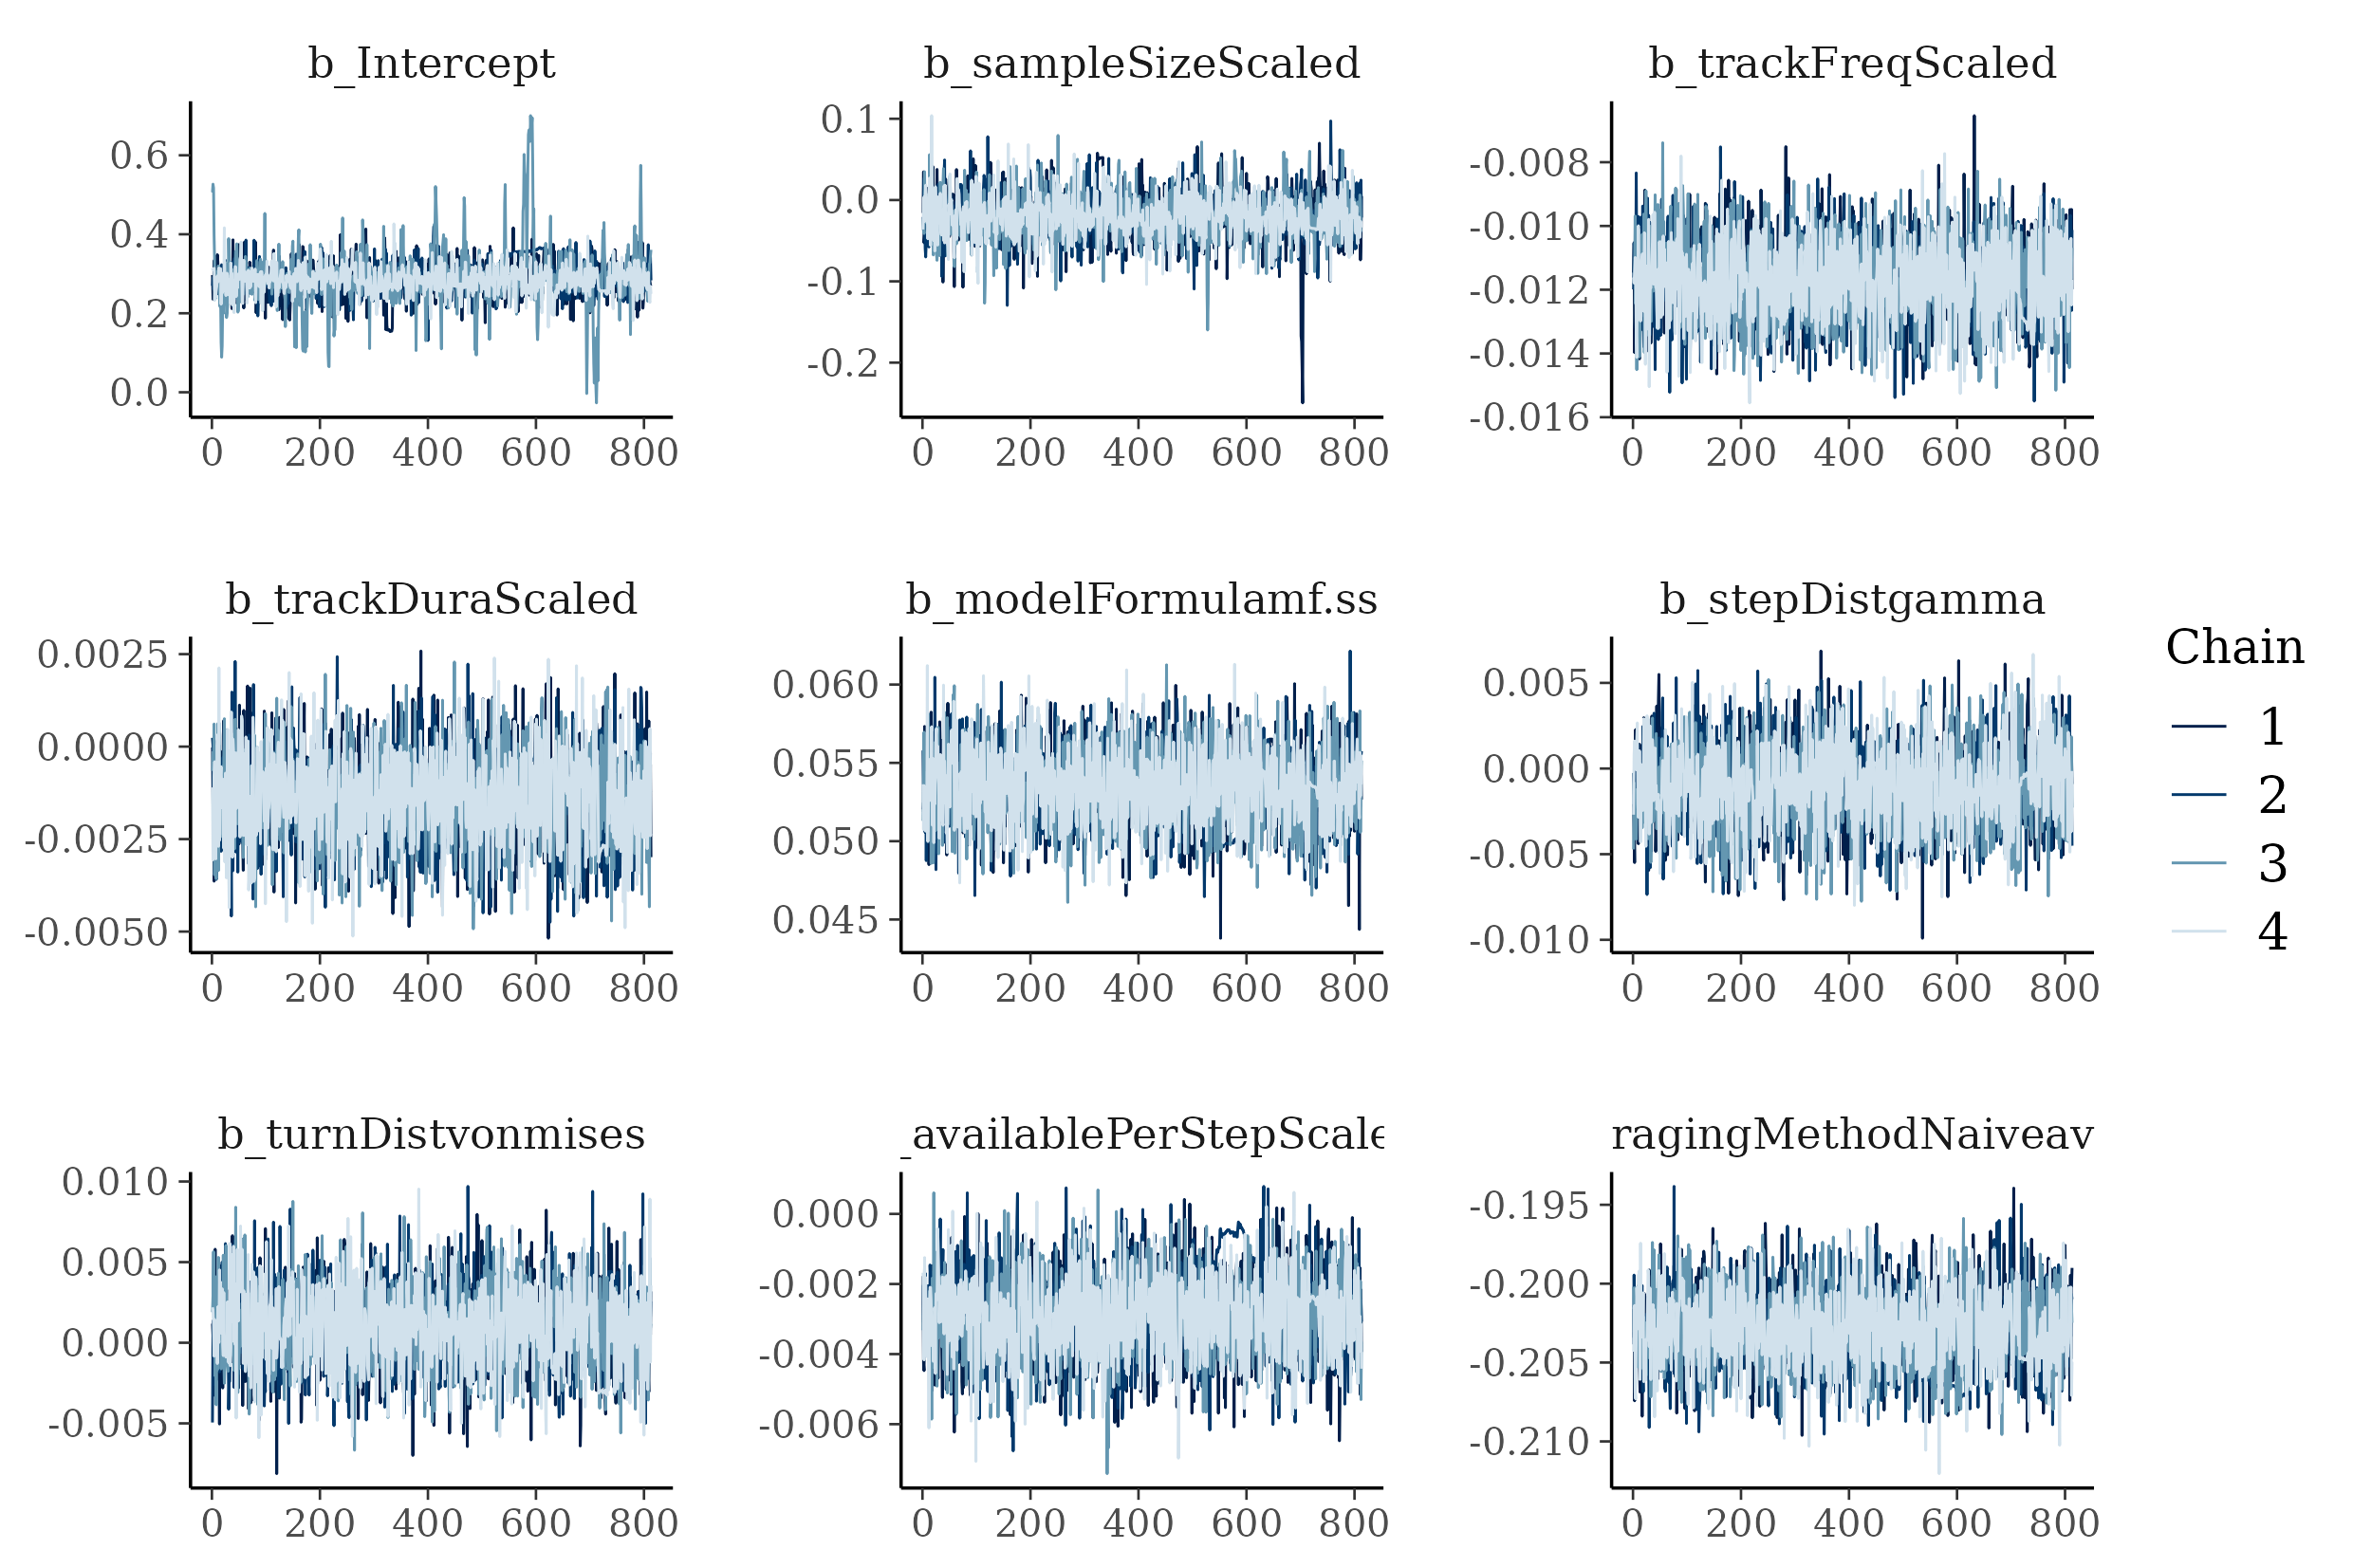 b_Intercept
0.6
0.4
0.2
0.0
0 200 400 600 800
b_sampleSizeScaled
0.1
0.0
-0.1
-0.2
0 200 400 600 800
b_trackFreqScaled
-0.008
-0.010
-0.012
-0.014
-0.016
0 200 400 600 800
b_trackDuraScaled
0.0025
0.0000
-0.0025
-0.0050
0 200 400 600 800
b_modelFormulamf.ss
0.060
0.055
0.050
0.045
0 200 400 600 800
b_stepDistgamma
0.005
0.000
-0.005
-0.010
0 200 400 600 800
Chain
1
2
3
4
b_turnDistvonmises
0.010
0.005
0.000
-0.005
0 200 400 600 800
_availablePerStepScale
0.000
-0.002
-0.004
-0.006
0 200 400 600 800
ragingMethodNaiveav
-0.195
-0.200
-0.205
-0.210
0 200 400 600 800